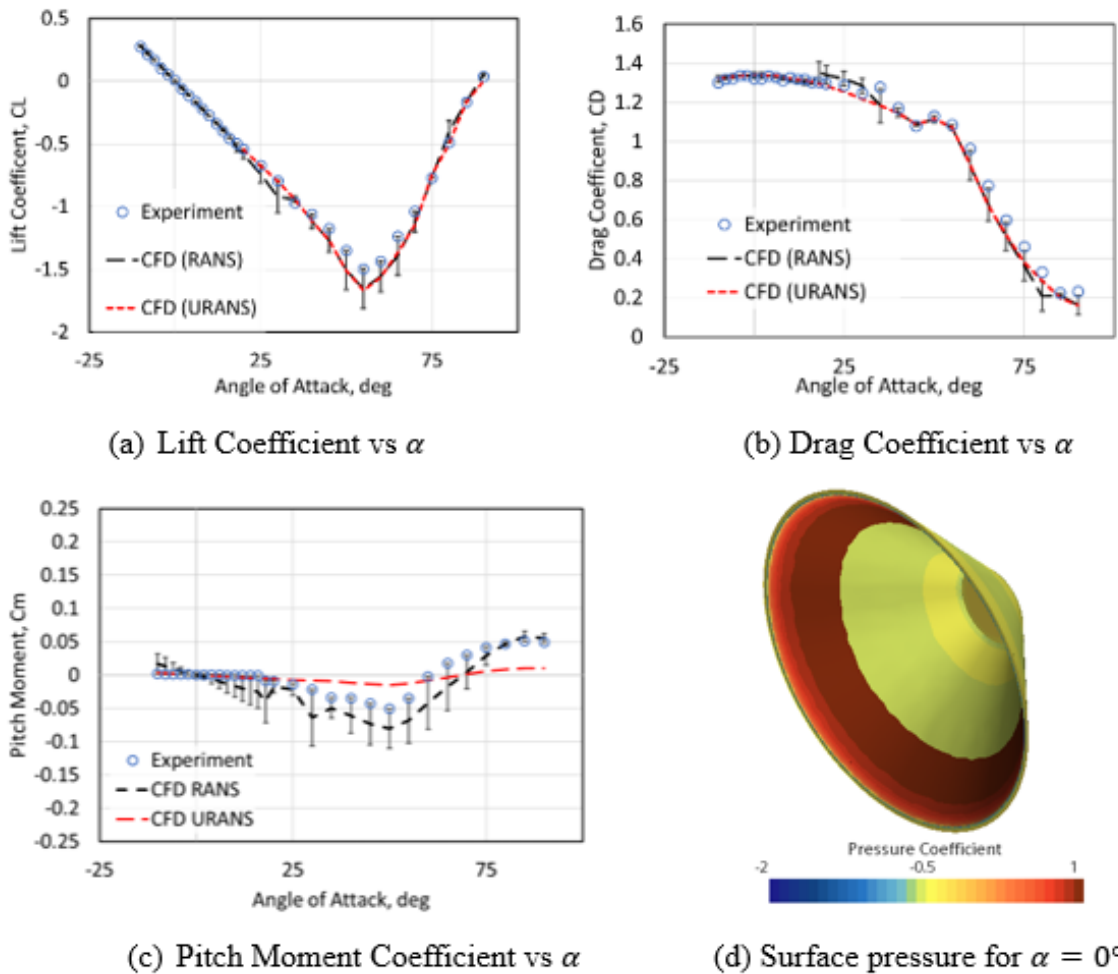 0.5
0
-0.5
-1
-1.5
-2
-25
25
75
Lift Coefficent, CL
Angle of Attack, deg
Experiment
CFD (RANS)
CFD (URANS)
(a) Lift Coefficient vs α
1.6
1.4
1.2
1
0.8
0.6
0.4
0.2
0
-25
25
75
Drag Coefficent, CD
Angle of Attack, deg
Experiment
CFD (RANS)
CFD (URANS)
(b) Drag Coefficient vs α
0.25
0.2
0.15
0.1
0.05
0
-0.05
-0.1
-0.15
-0.2
-0.25
-25
25
75
Pitch Moment, Cm
Angle of Attack, deg
Experiment
CFD RANS
CFD URANS
(c) Pitch Moment Coefficient vs α
Pressure Coefficient
-2 -0.5 1
(d) Surface pressure for α = 0°